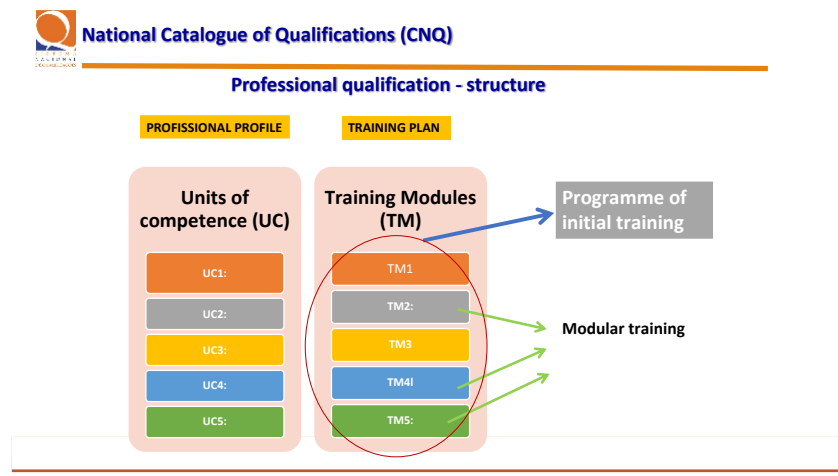 National Catalogue of Qualifications (CNQ)
Professional qualification - structure
PROFISSIONAL PROFILE
TRAINING PLAN
Units of
competence (UC)
UC1:
UC2:
UC3:
UC4:
UC5:
Training Modules
(TM)
TM1
TM2:
TM3
TM4l
TM5:
Programme of
initial training
Modular training